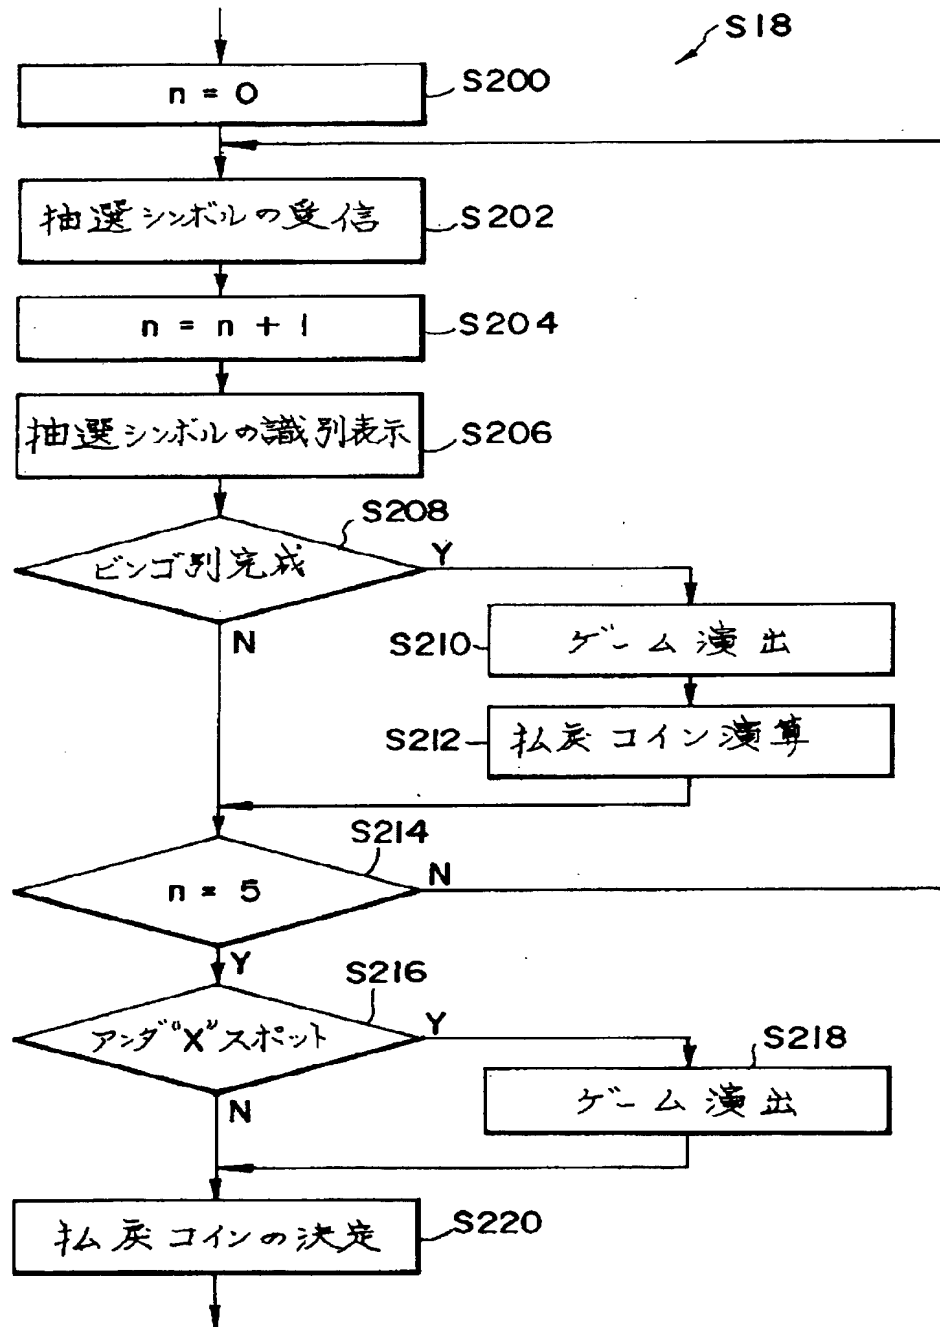 S18
n = 0
S200
抽選シンボルの受信
S202
n = n + 1
S204
抽選シンボルの識別表示
S206
S208
ビンゴ列完成
Y
N
S210
ゲーム演出
S212
払戻コイン演算
S214
n = 5
N
Y
S216
アンダ"X"スポット
Y
N
S218
ゲーム演出
払戻コインの決定
S220